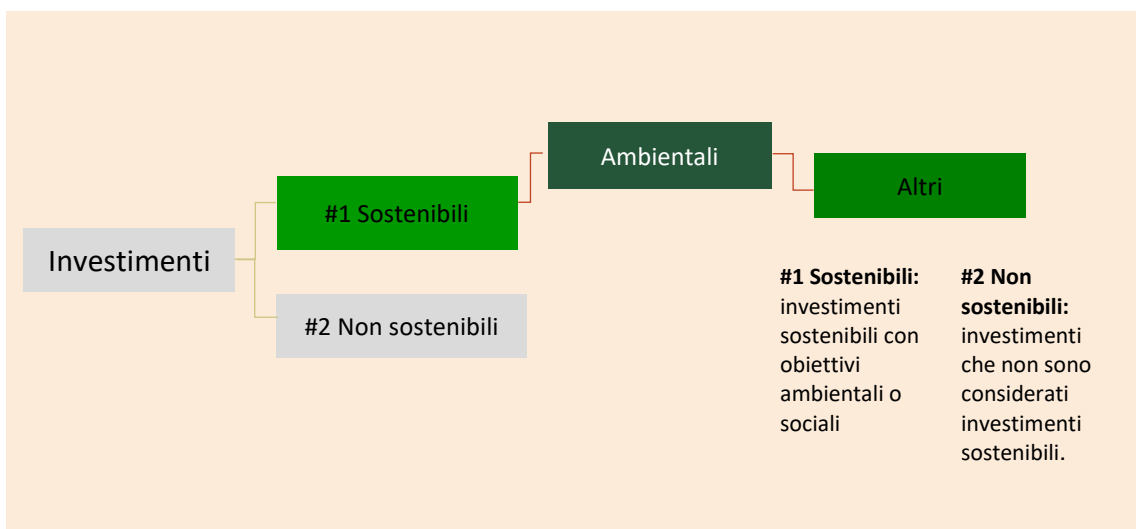 Investimenti
#1 Sostenibili
#2 Non sostenibili
Ambientali
Altri
#1 Sostenibili:
investimenti
sostenibili con
obiettivi
ambientali o
sociali
#2 Non
sostenibili:
investimenti
che non sono
considerati
investimenti
sostenibili.